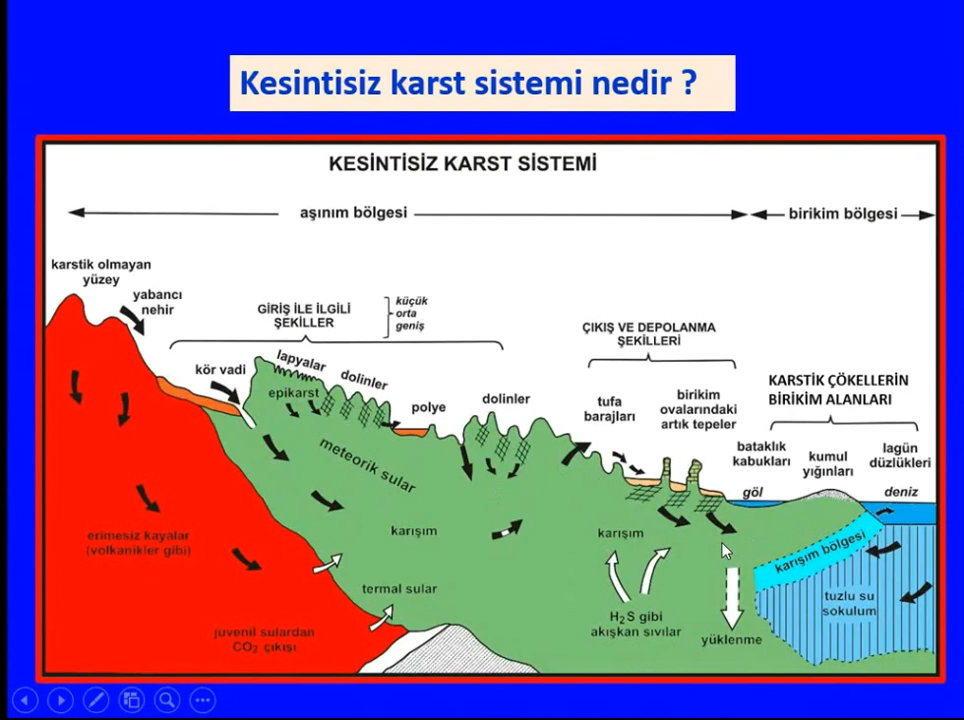 Kesintisiz karst sistemi nedir ?
KESİNTİSİZ KARST SİSTEMİ
aşınım bölgesi
birikim bölgesi
karstik olmayan
yüzey
yabancı
nehir
GİRİŞ İLE İLGİLİ
ŞEKİLLER
küçük
orta
geniş
kör vadi
lapyalar
dolinler
epikarst
polye
dolinler
ÇIKIŞ VE DEPOLANMA
ŞEKİLLERİ
tufa
barajları
birikim
ovalarındaki
artık tepeler
KARSTİK ÇÖKELLERİN
BİRİKİM ALANLARI
bataklık
kabukları
kumul
yığınları
lagün
düzlükleri
göl
deniz
meteorik sular
karışım
karışım
karışım bölgesi
erimesiz kayalar
(volkanikler gibi)
termal sular
tuzlu su
sokulum
H₂S gibi
akışkan sıvılar
yüklenme
juvenil sulardan
CO₂ çıkışı